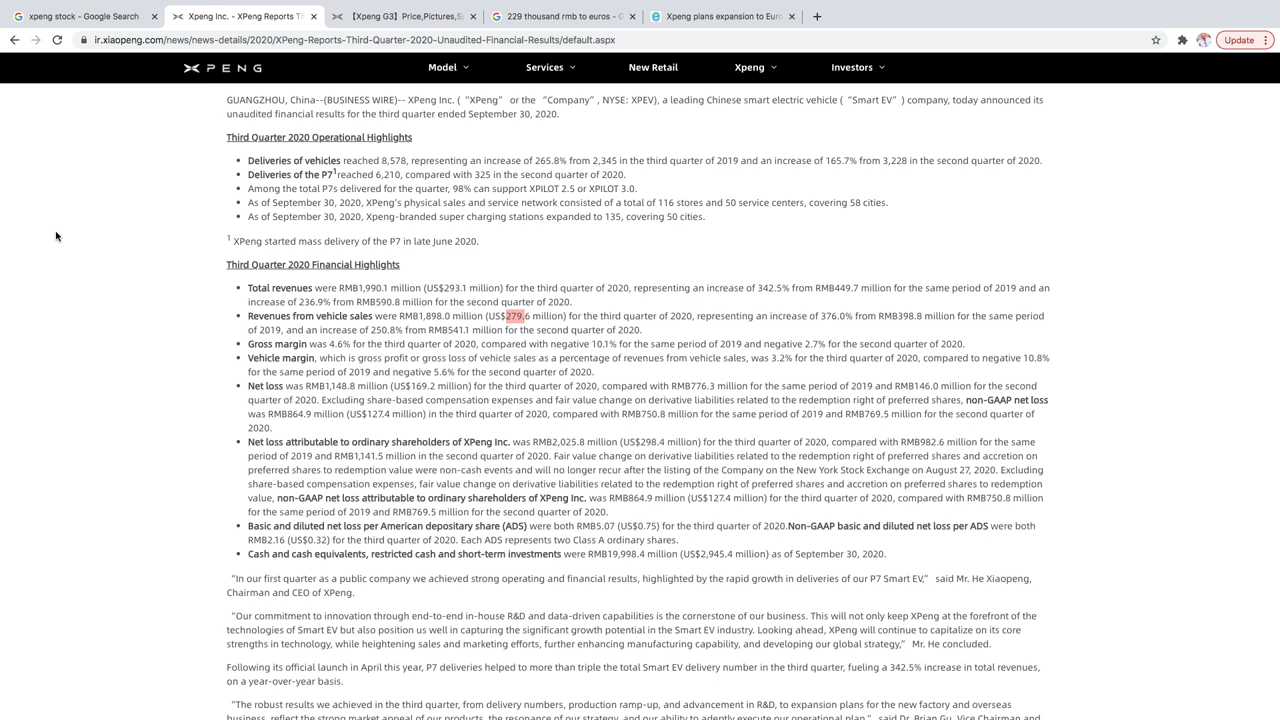 xpeng stock - Google Search
Xpeng Inc. - XPeng Reports Th
【Xpeng G3】Price,Pictures,S
229 thousand rmb to euros - G
Xpeng plans expansion to Euro
ir.xiaopeng.com/news/news-details/2020/XPeng-Reports-Third-Quarter-2020-Unaudited-Financial-Results/default.aspx
Update
XPENG
Model
Services
New Retail
Xpeng
Investors
GUANGZHOU, China--(BUSINESS WIRE)-- XPeng Inc. (“XPeng” or the “Company”, NYSE: XPEV), a leading Chinese smart electric vehicle (“Smart EV”) company, today announced its
unaudited financial results for the third quarter ended September 30, 2020.
Third Quarter 2020 Operational Highlights
• Deliveries of vehicles reached 8,578, representing an increase of 265.8% from 2,345 in the third quarter of 2019 and an increase of 165.7% from 3,228 in the second quarter of 2020.
• Deliveries of the P7¹reached 6,210, compared with 325 in the second quarter of 2020.
• Among the total P7s delivered for the quarter, 98% can support XPILOT 2.5 or XPILOT 3.0.
• As of September 30, 2020, XPeng’s physical sales and service network consisted of a total of 116 stores and 50 service centers, covering 58 cities.
• As of September 30, 2020, Xpeng-branded super charging stations expanded to 135, covering 50 cities.
¹ XPeng started mass delivery of the P7 in late June 2020.
Third Quarter 2020 Financial Highlights
• Total revenues were RMB1,990.1 million (US$293.1 million) for the third quarter of 2020, representing an increase of 342.5% from RMB449.7 million for the same period of 2019 and an
increase of 236.9% from RMB590.8 million for the second quarter of 2020.
• Revenues from vehicle sales were RMB1,898.0 million (US$279.6 million) for the third quarter of 2020, representing an increase of 376.0% from RMB398.8 million for the same period
of 2019, and an increase of 250.8% from RMB541.1 million for the second quarter of 2020.
• Gross margin was 4.6% for the third quarter of 2020, compared with negative 10.1% for the same period of 2019 and negative 2.7% for the second quarter of 2020.
• Vehicle margin, which is gross profit or gross loss of vehicle sales as a percentage of revenues from vehicle sales, was 3.2% for the third quarter of 2020, compared to negative 10.8%
for the same period of 2019 and negative 5.6% for the second quarter of 2020.
• Net loss was RMB1,148.8 million (US$169.2 million) for the third quarter of 2020, compared with RMB776.3 million for the same period of 2019 and RMB146.0 million for the second
quarter of 2020. Excluding share-based compensation expenses and fair value change on derivative liabilities related to the redemption right of preferred shares, non-GAAP net loss
was RMB864.9 million (US$127.4 million) in the third quarter of 2020, compared with RMB750.8 million for the same period of 2019 and RMB769.5 million for the second quarter of
2020.
• Net loss attributable to ordinary shareholders of XPeng Inc. was RMB2,025.8 million (US$298.4 million) for the third quarter of 2020, compared with RMB982.6 million for the same
period of 2019 and RMB1,141.5 million in the second quarter of 2020. Fair value change on derivative liabilities related to the redemption right of preferred shares and accretion on
preferred shares to redemption value were non-cash events and will no longer recur after the listing of the Company on the New York Stock Exchange on August 27, 2020. Excluding
share-based compensation expenses, fair value change on derivative liabilities related to the redemption right of preferred shares and accretion on preferred shares to redemption
value, non-GAAP net loss attributable to ordinary shareholders of XPeng Inc. was RMB864.9 million (US$127.4 million) for the third quarter of 2020, compared with RMB750.8 million
for the same period of 2019 and RMB769.5 million for the second quarter of 2020.
• Basic and diluted net loss per American depositary share (ADS) were both RMB5.07 (US$0.75) for the third quarter of 2020.Non-GAAP basic and diluted net loss per ADS were both
RMB2.16 (US$0.32) for the third quarter of 2020. Each ADS represents two Class A ordinary shares.
• Cash and cash equivalents, restricted cash and short-term investments were RMB19,998.4 million (US$2,945.4 million) as of September 30, 2020.
“In our first quarter as a public company we achieved strong operating and financial results, highlighted by the rapid growth in deliveries of our P7 Smart EV,” said Mr. He Xiaopeng,
Chairman and CEO of XPeng.
“Our commitment to innovation through end-to-end in-house R&D and data-driven capabilities is the cornerstone of our business. This will not only keep XPeng at the forefront of the
technologies of Smart EV but also position us well in capturing the significant growth potential in the Smart EV industry. Looking ahead, XPeng will continue to capitalize on its core
strengths in technology, while heightening sales and marketing efforts, further enhancing manufacturing capability, and developing our global strategy,” Mr. He concluded.
Following its official launch in April this year, P7 deliveries helped to more than triple the total Smart EV delivery number in the third quarter, fueling a 342.5% increase in total revenues,
on a year-over-year basis.
“The robust results we achieved in the third quarter, from delivery numbers, production ramp-up, and advancement in R&D, to expansion plans for the new factory and overseas
business, reflect the strong market appeal of our products, the resonance of our strategy, and our ability to adeptly execute our operational plan,” said Dr. Brian Gu, Vice Chairman and